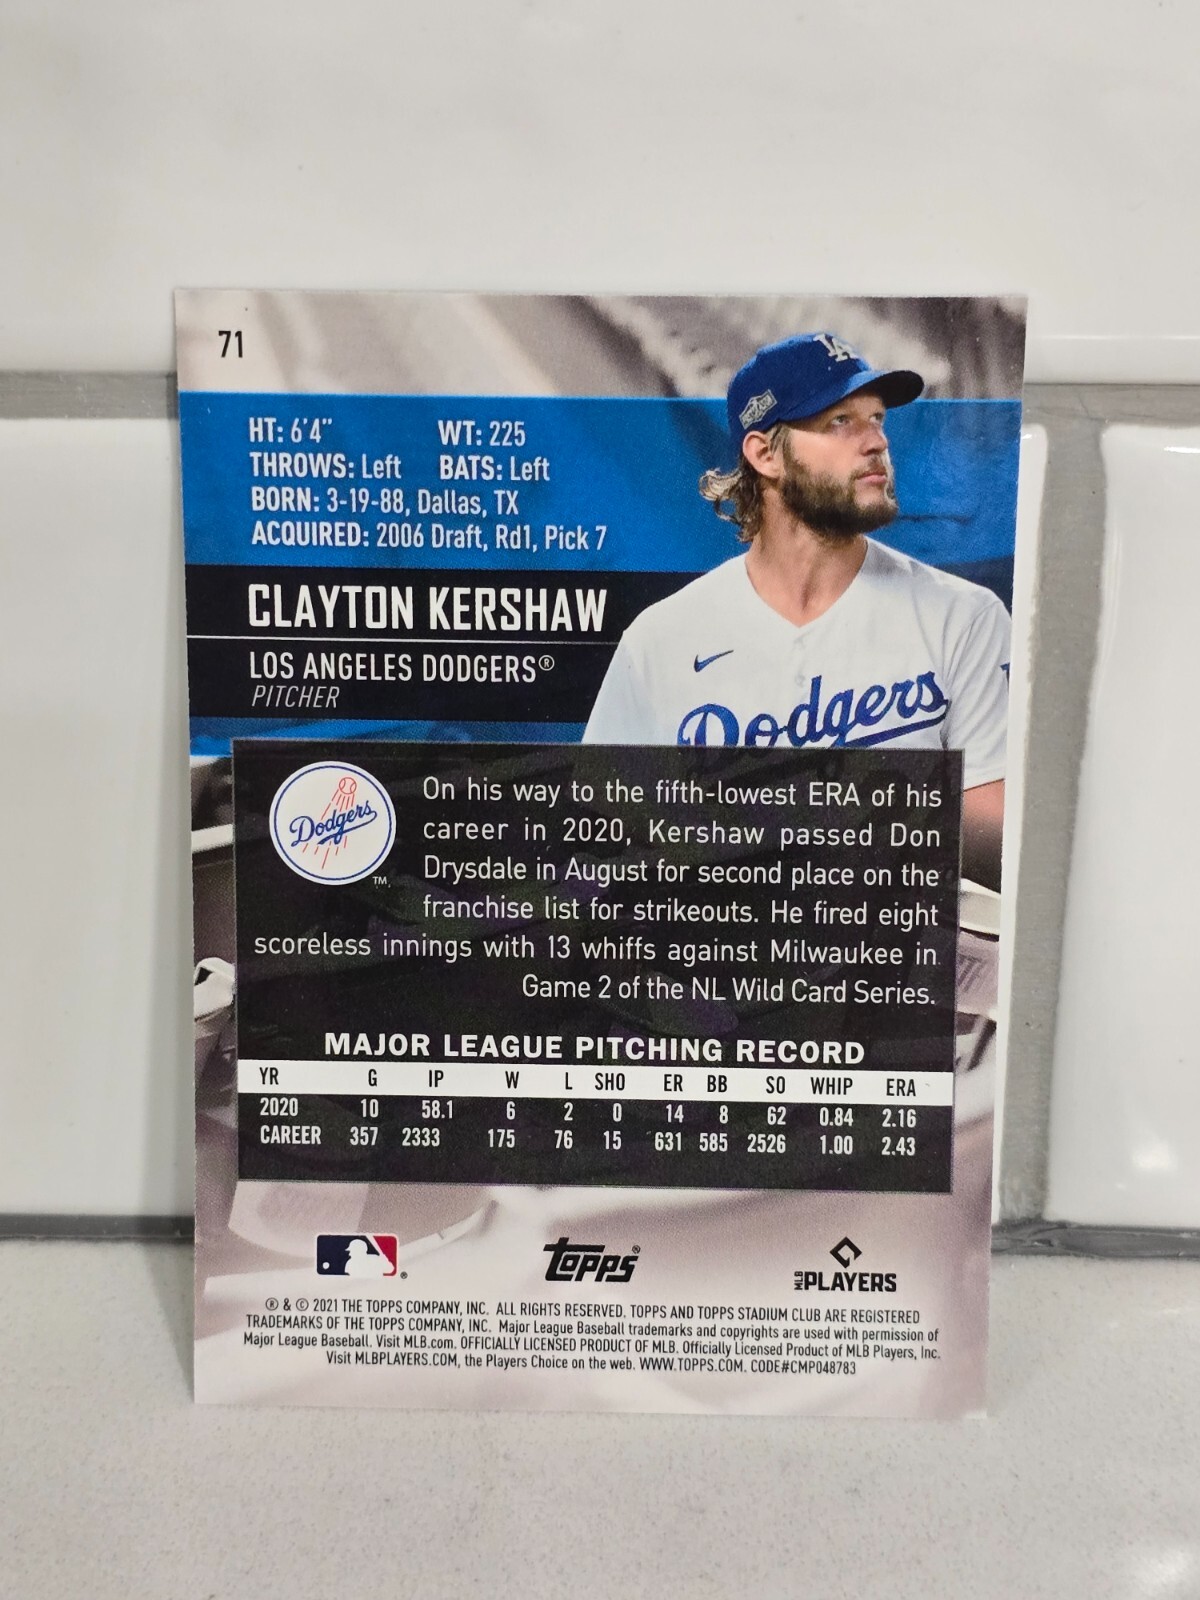 71
HT: 6'4" WT: 225
THROWS: Left BATS: Left
BORN: 3-19-88, Dallas, TX
ACQUIRED: 2006 Draft, Rd1, Pick 7
CLAYTON KERSHAW
LOS ANGELES DODGERS®
PITCHER
LA
Dodgers
Dodgers
TM
On his way to the fifth-lowest ERA of his
career in 2020, Kershaw passed Don
Drysdale in August for second place on the
franchise list for strikeouts. He fired eight
scoreless innings with 13 whiffs against Milwaukee in
Game 2 of the NL Wild Card Series.
MAJOR LEAGUE PITCHING RECORD
YR G IP W L SHO ER BB SO WHIP ERA
2020 10 58.1 6 2 0 14 8 62 0.84 2.16
CAREER 357 2333 175 76 15 631 585 2526 1.00 2.43
®
topps®
MLB PLAYERS
® & © 2021 THE TOPPS COMPANY, INC. ALL RIGHTS RESERVED. TOPPS AND TOPPS STADIUM CLUB ARE REGISTERED
TRADEMARKS OF THE TOPPS COMPANY, INC. Major League Baseball trademarks and copyrights are used with permission of
Major League Baseball. Visit MLB.com. OFFICIALLY LICENSED PRODUCT OF MLB. Officially Licensed Product of MLB Players, Inc.
Visit MLBPLAYERS.COM, the Players Choice on the web. WWW.TOPPS.COM. CODE#CMP048783